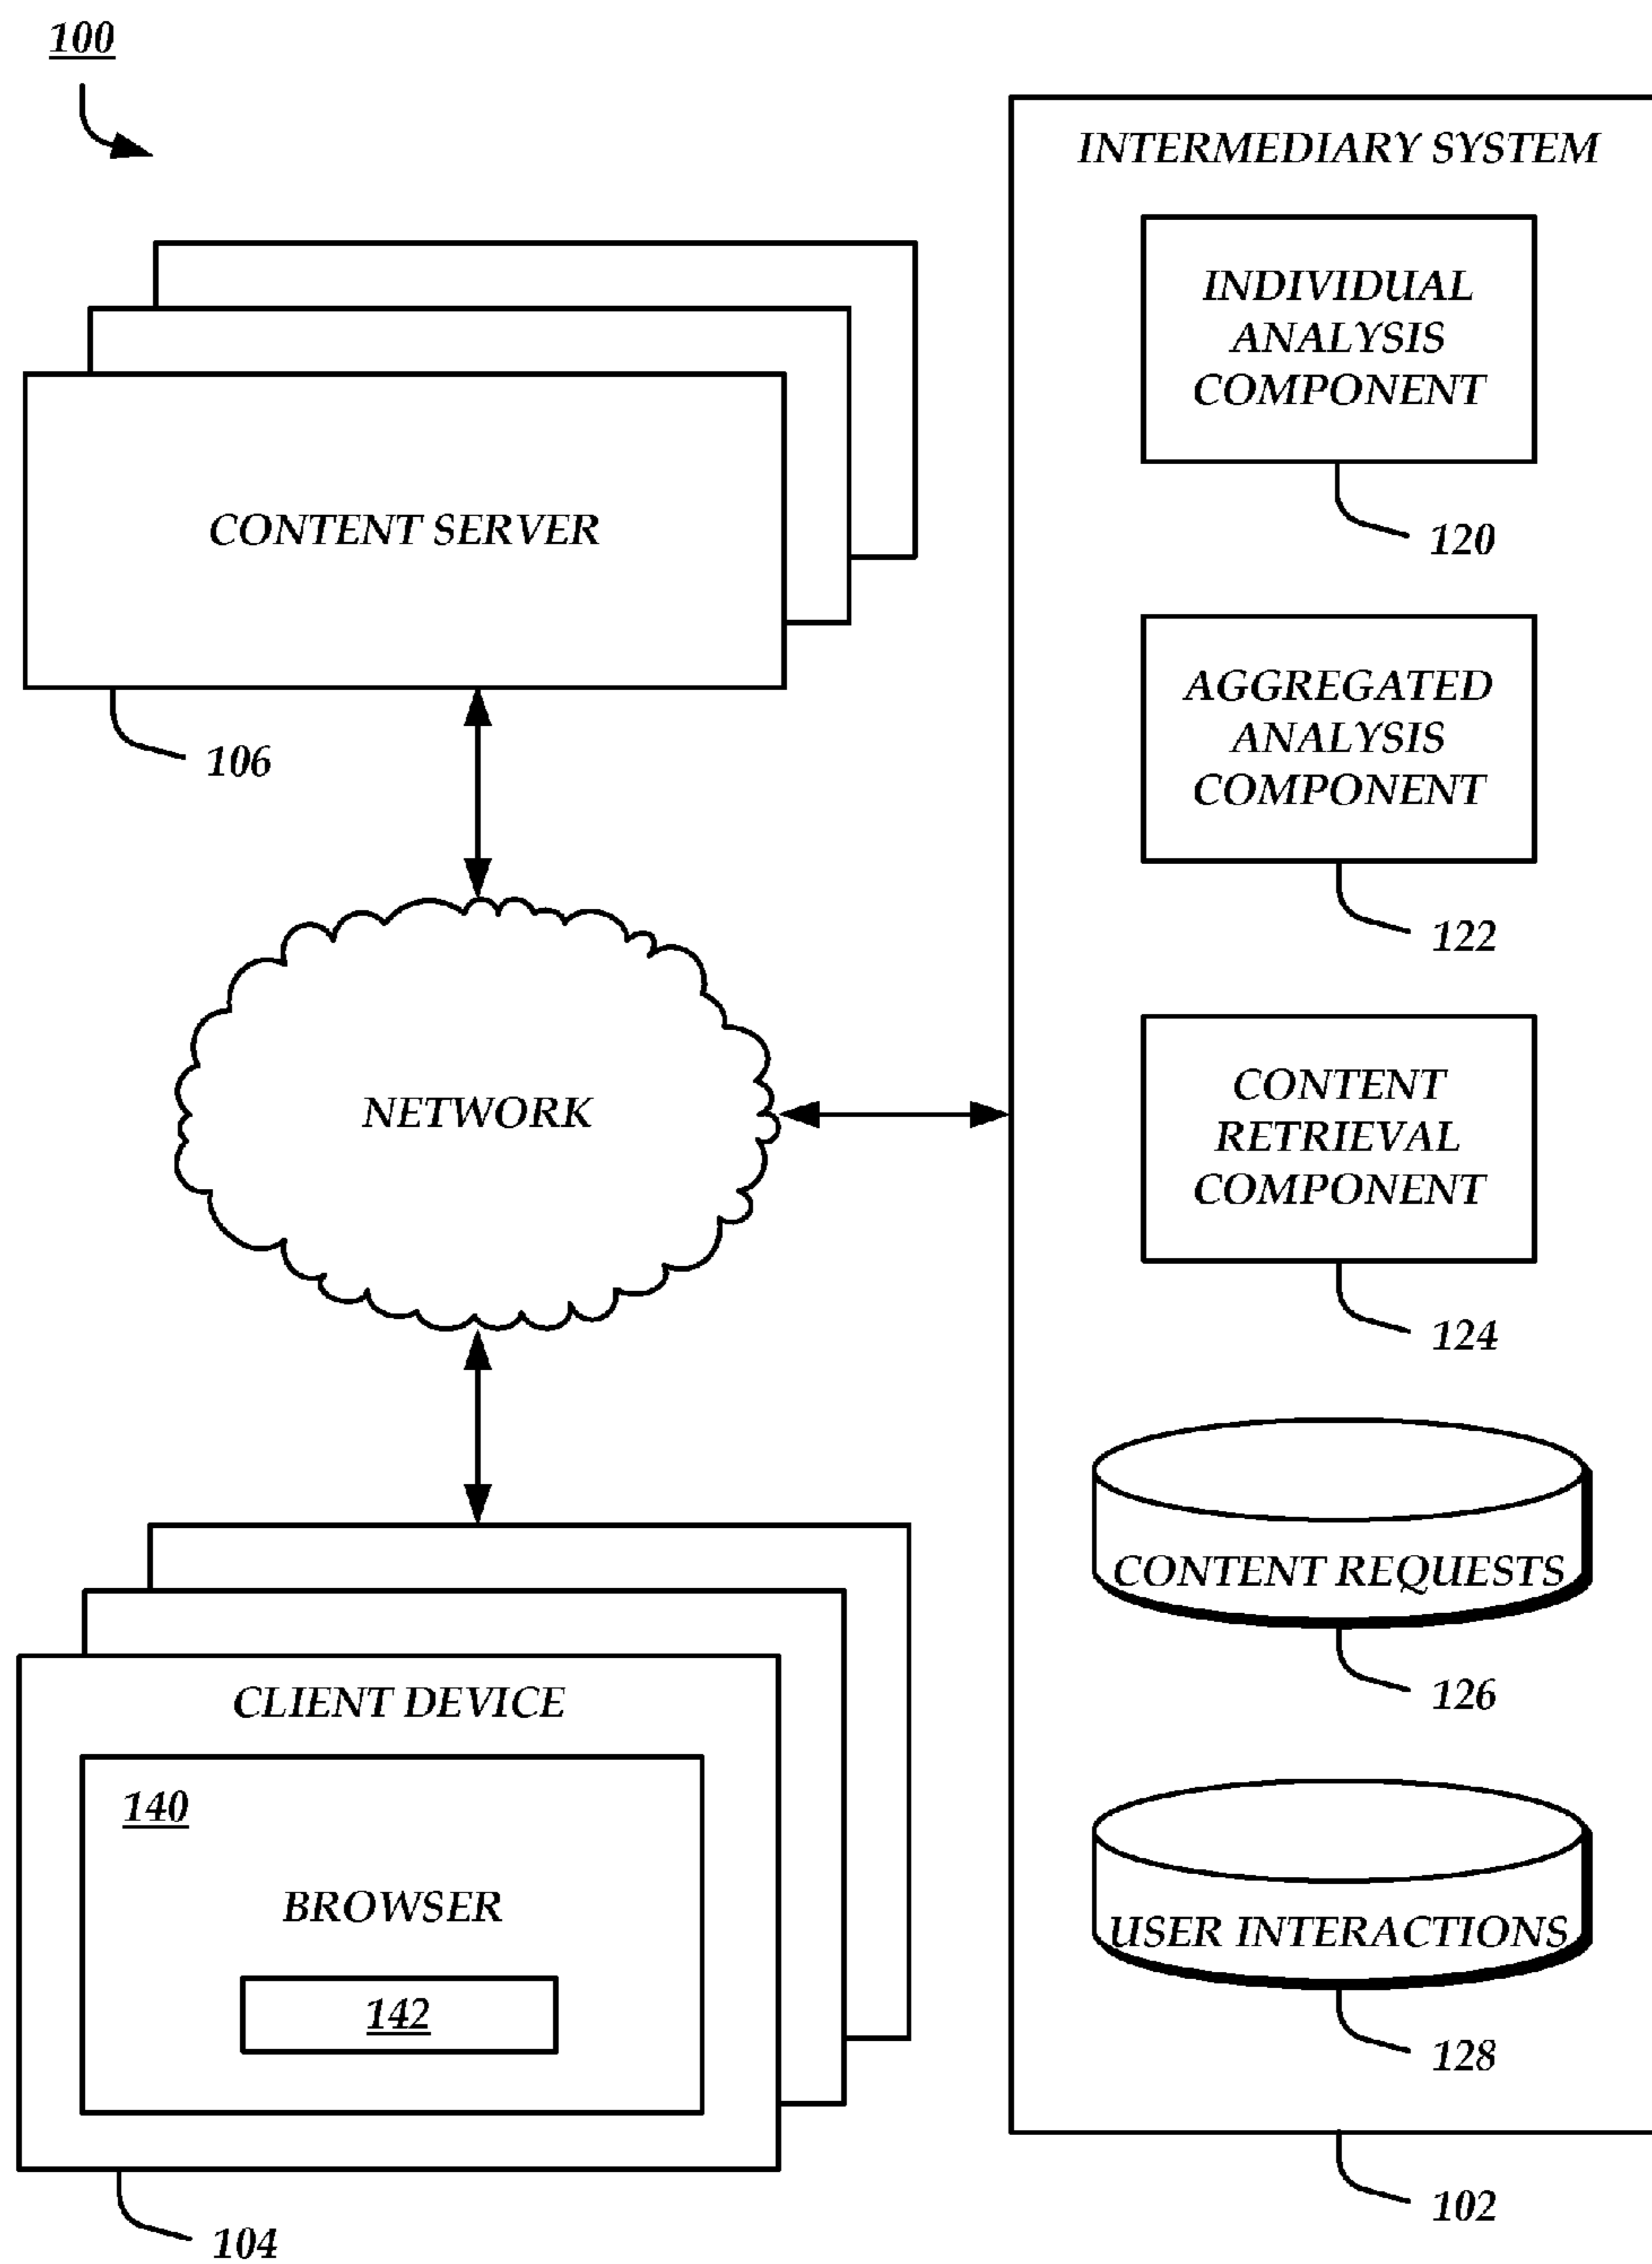 100
CONTENT SERVER
106
NETWORK
CLIENT DEVICE
140
BROWSER
142
104
INTERMEDIARY SYSTEM
INDIVIDUAL
ANALYSIS
COMPONENT
120
AGGREGATED
ANALYSIS
COMPONENT
122
CONTENT
RETRIEVAL
COMPONENT
124
CONTENT REQUESTS
126
USER INTERACTIONS
128
102